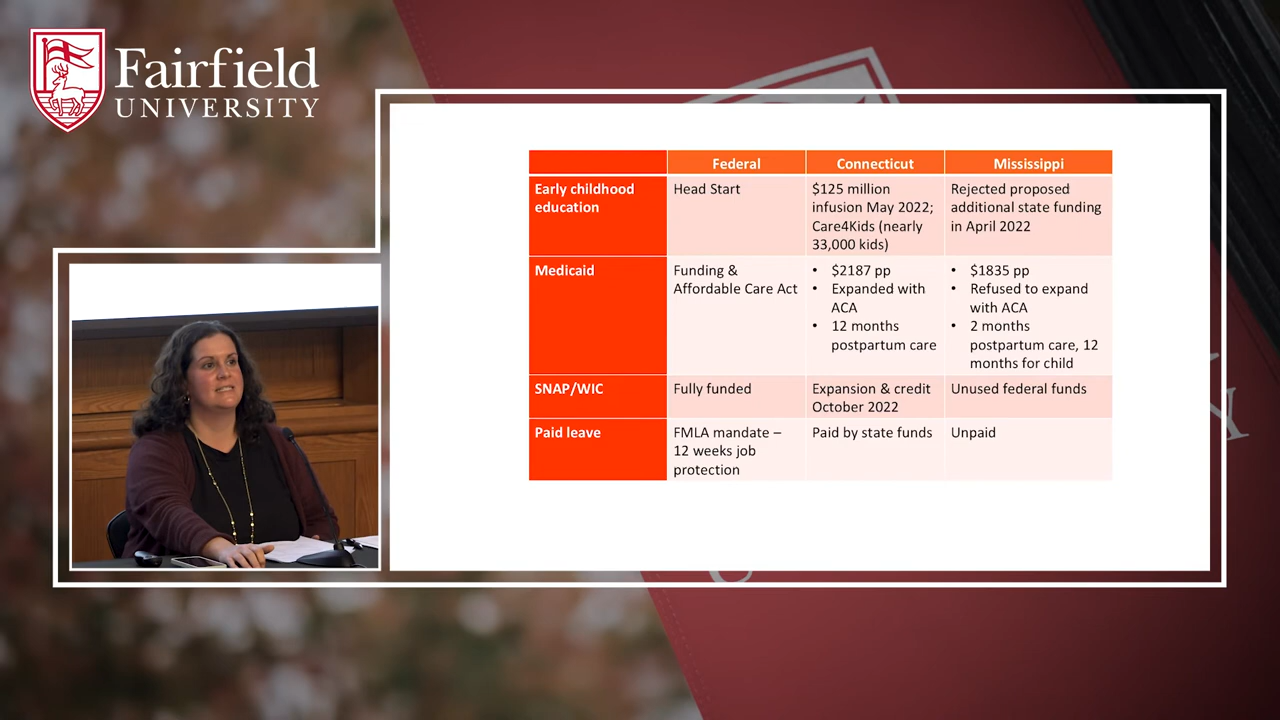 Fairfield
UNIVERSITY
Federal
Connecticut
Mississippi
Early childhood
education
Head Start
$125 million
infusion May 2022;
Care4Kids (nearly
33,000 kids)
Rejected proposed
additional state funding
in April 2022
Medicaid
Funding &
Affordable Care Act
• $2187 pp
• Expanded with
ACA
• 12 months
postpartum care
• $1835 pp
• Refused to expand
with ACA
• 2 months
postpartum care, 12
months for child
SNAP/WIC
Fully funded
Expansion & credit
October 2022
Unused federal funds
Paid leave
FMLA mandate –
12 weeks job
protection
Paid by state funds
Unpaid